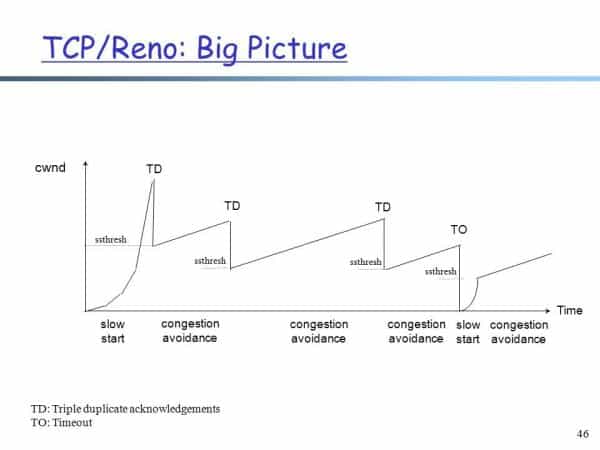 TCP/Reno: Big Picture
cwnd
TD
TD
TD
TO
ssthresh
ssthresh
ssthresh
ssthresh
Time
slow
start
congestion
avoidance
congestion
avoidance
congestion
avoidance
slow
start
congestion
avoidance
TD: Triple duplicate acknowledgements
TO: Timeout
46